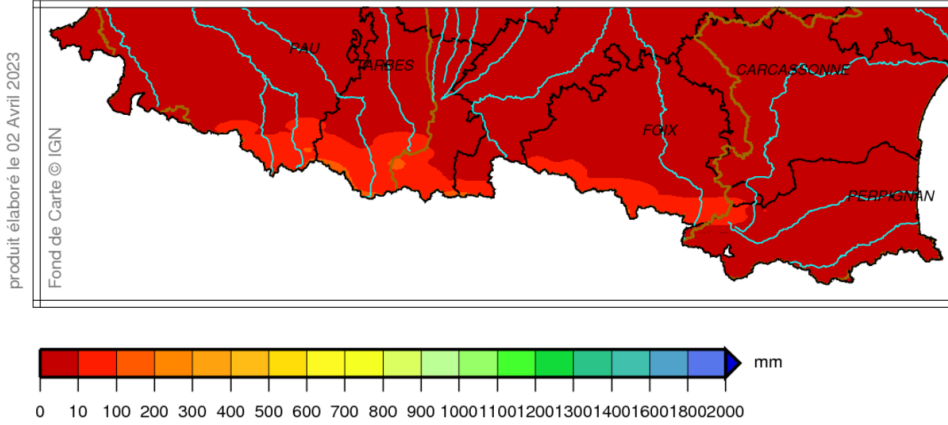 produit élaboré le 02 Avril 2023
Fond de Carte © IGN
PAU
TARBES
CARCASSONNE
FOIX
PERPIGNAN
mm
0 10 100 200 300 400 500 600 700 800 900 1000 1100 1200 1300 1400 1600 1800 2000